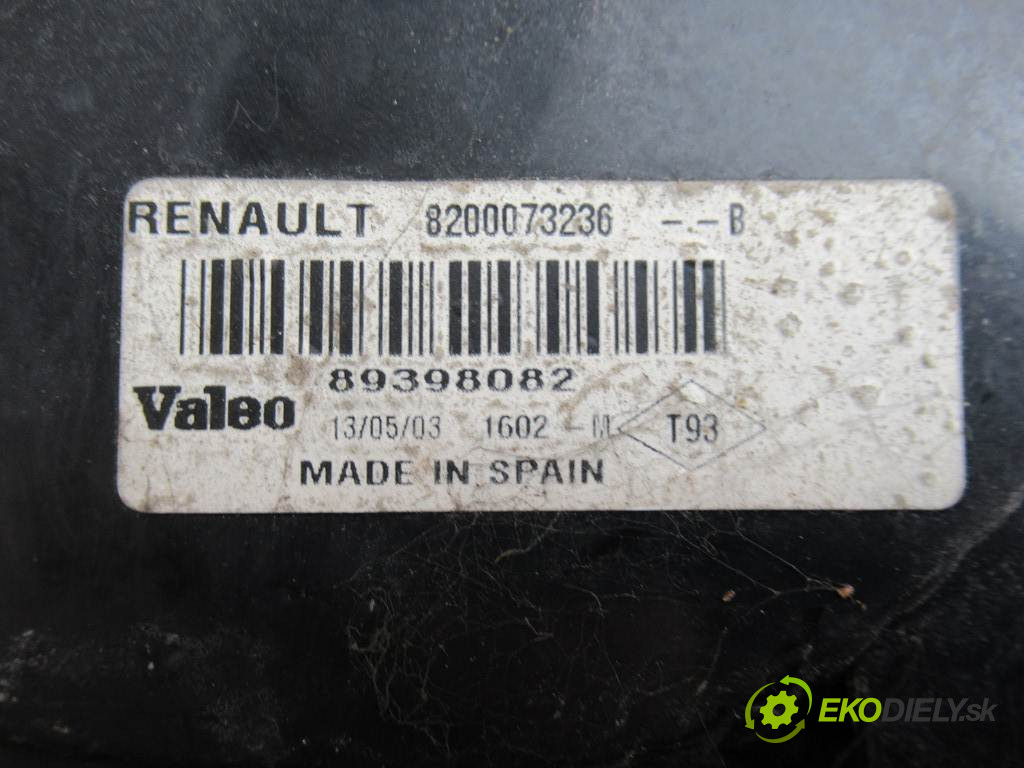 RENAULT 8200073236 --B
89398082
Valeo
13/05/03 1602 -M T93
MADE IN SPAIN
EKODIELY.sk